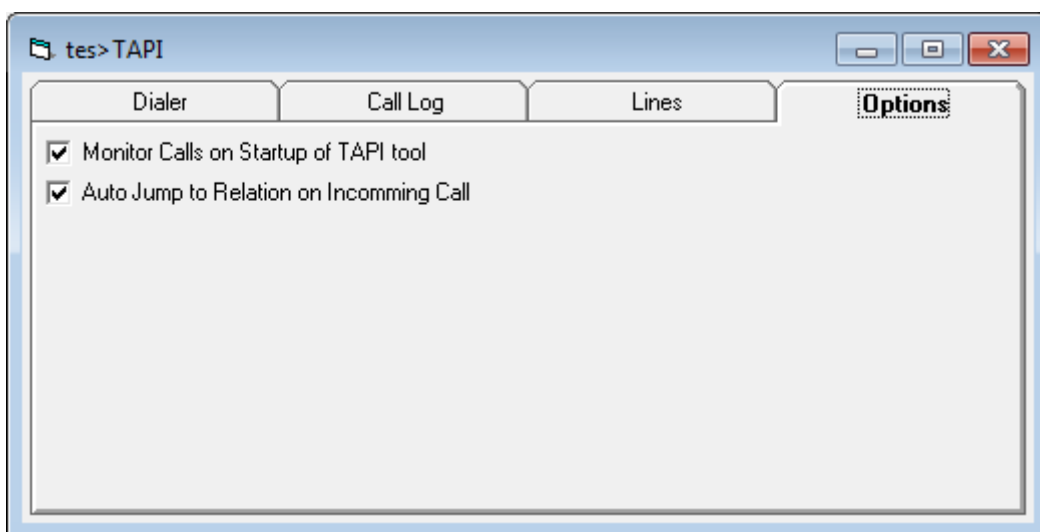 tes>TAPI
Dialer Call Log Lines Options
Monitor Calls on Startup of TAPI tool
Auto Jump to Relation on Incomming Call